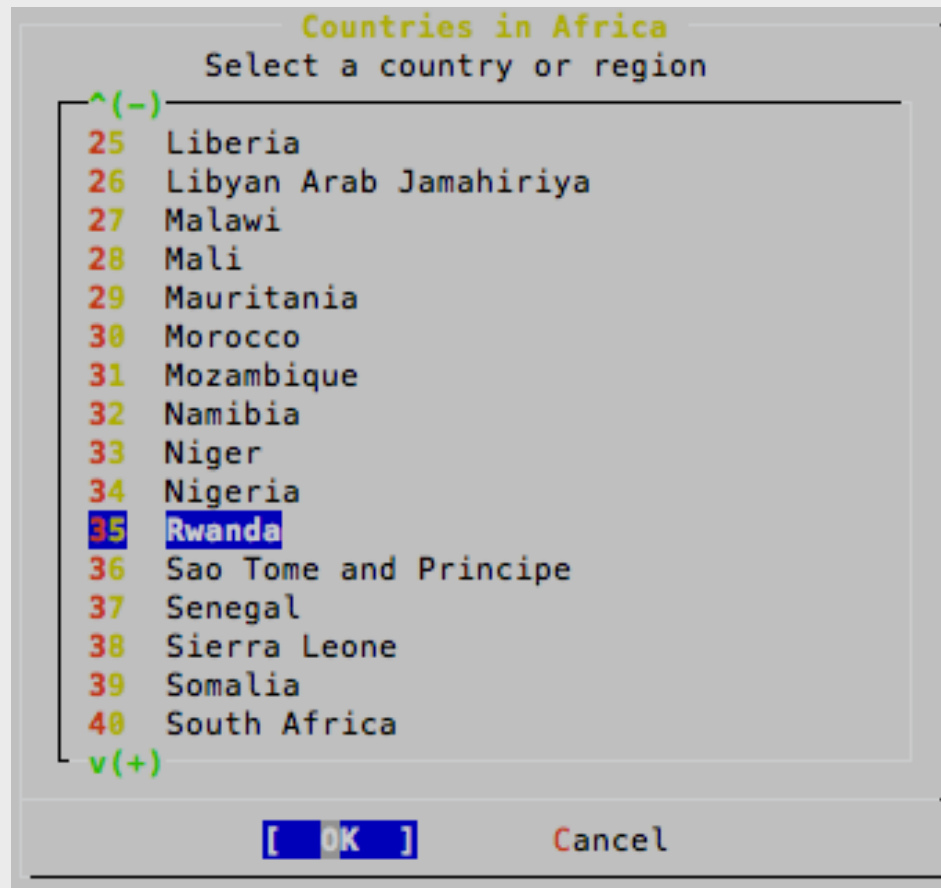 Countries in Africa
Select a country or region
^(-)
25 Liberia
26 Libyan Arab Jamahiriya
27 Malawi
28 Mali
29 Mauritania
30 Morocco
31 Mozambique
32 Namibia
33 Niger
34 Nigeria
35 Rwanda
36 Sao Tome and Principe
37 Senegal
38 Sierra Leone
39 Somalia
40 South Africa
v(+)
[ OK ] Cancel